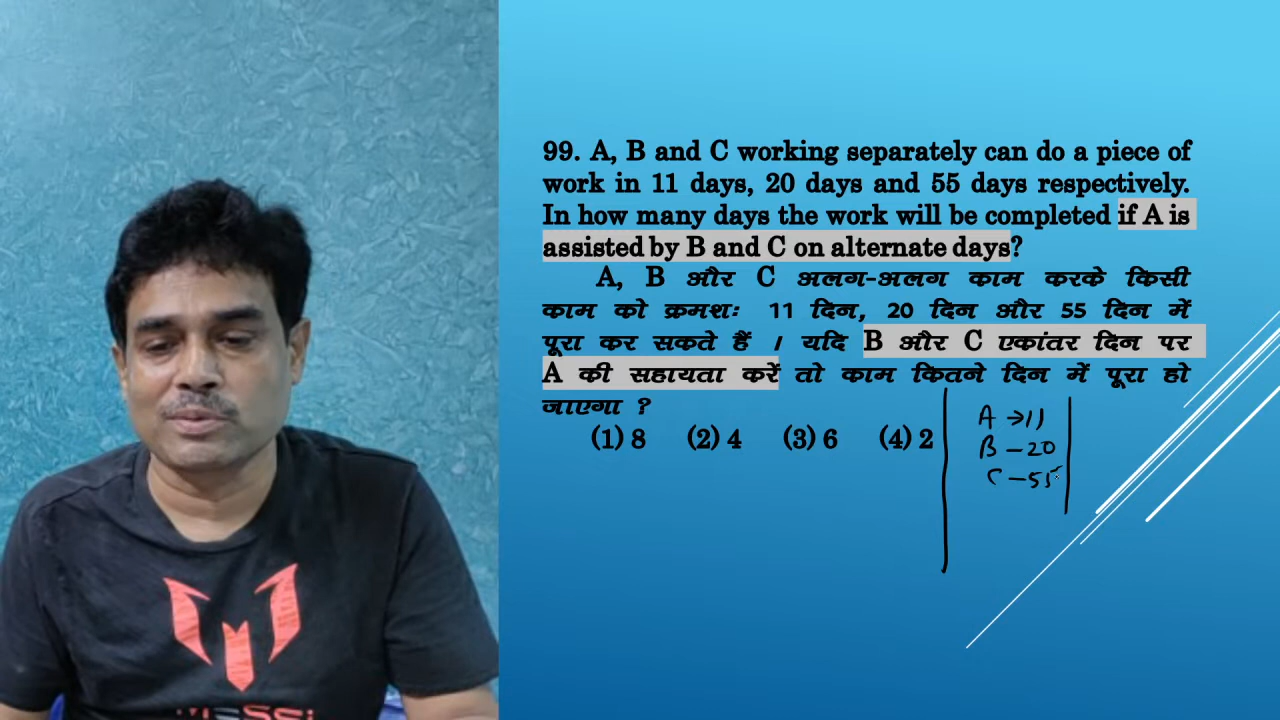 99. A, B and C working separately can do a piece of
work in 11 days, 20 days and 55 days respectively.
In how many days the work will be completed if A is
assisted by B and C on alternate days?
A, B और C अलग-अलग काम करके किसी
काम को क्रमशः 11 दिन, 20 दिन और 55 दिन में
पूरा कर सकते हैं । यदि B और C एकांतर दिन पर
A की सहायता करें तो काम कितने दिन में पूरा हो
जाएगा ?
(1) 8 (2) 4 (3) 6 (4) 2
A → 11
B – 20
C – 55